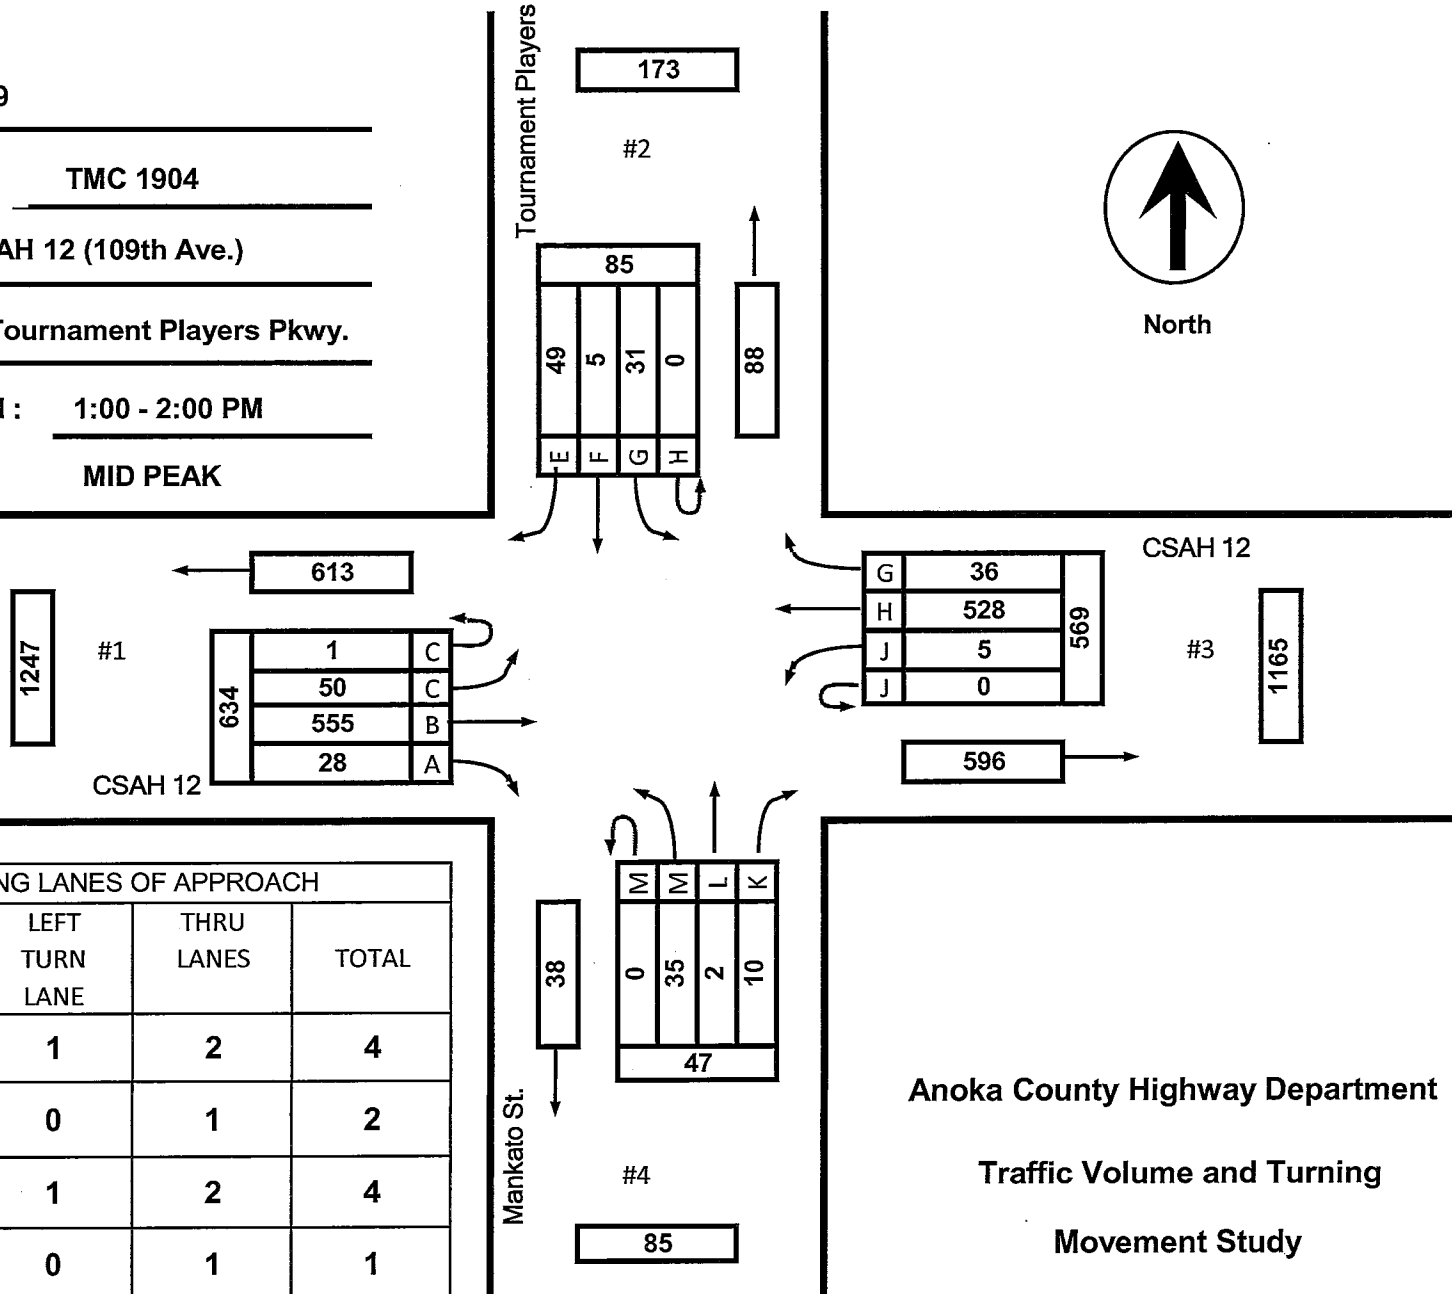 9
TMC 1904
AH 12 (109th Ave.)
Tournament Players Pkwy.
: 1:00 - 2:00 PM
MID PEAK
Tournament Players
173
#2
85
49 5 31 0
E F G H
88
North
613
1247
#1
634
1 C
50 C
555 B
28 A
CSAH 12
CSAH 12
G 36
H 528
J 5
J 0
569
#3
1165
596
M M L K
0 35 2 10
47
38
Mankato St.
#4
85
NG LANES OF APPROACH
LEFT TURN LANE
THRU LANES
TOTAL
1 2 4
0 1 2
1 2 4
0 1 1
Anoka County Highway Department
Traffic Volume and Turning
Movement Study